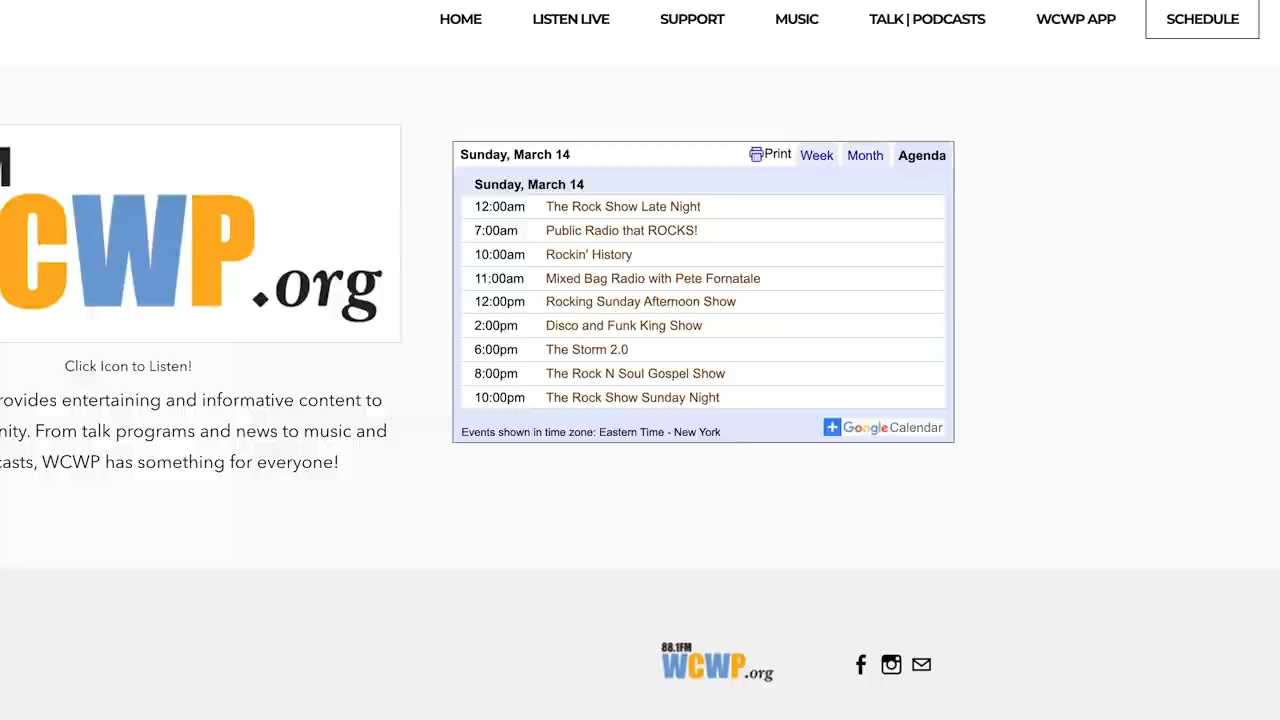 HOME LISTEN LIVE SUPPORT MUSIC TALK | PODCASTS WCWP APP SCHEDULE
CWP.org
Click Icon to Listen!
rovides entertaining and informative content to
nity. From talk programs and news to music and
casts, WCWP has something for everyone!
Sunday, March 14 Print Week Month Agenda
Sunday, March 14
12:00am The Rock Show Late Night
7:00am Public Radio that ROCKS!
10:00am Rockin' History
11:00am Mixed Bag Radio with Pete Fornatale
12:00pm Rocking Sunday Afternoon Show
2:00pm Disco and Funk King Show
6:00pm The Storm 2.0
8:00pm The Rock N Soul Gospel Show
10:00pm The Rock Show Sunday Night
Events shown in time zone: Eastern Time - New York + Google Calendar
88.1FM
WCWP.org